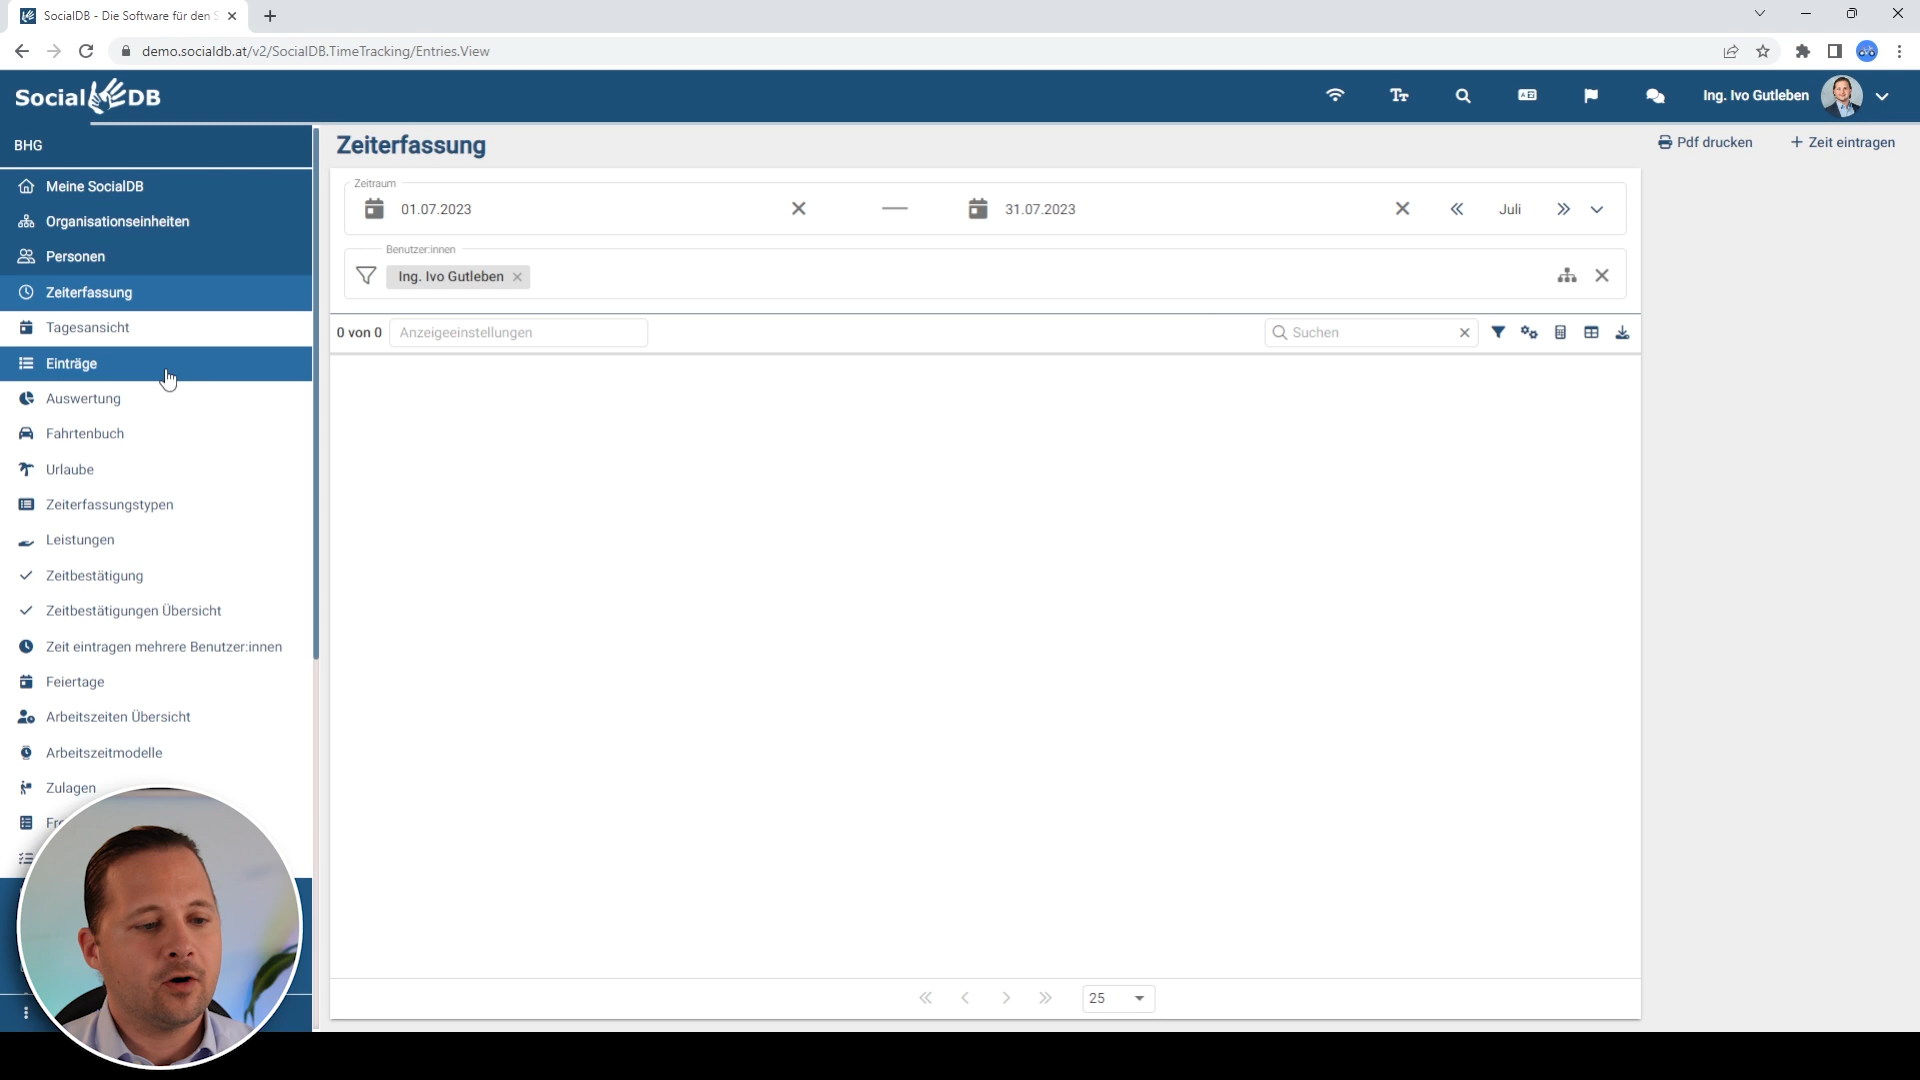 SocialDB - Die Software für den S
demo.socialdb.at/v2/SocialDB.TimeTracking/Entries.View
Social DB
Ing. Ivo Gutleben
BHG
Meine SocialDB
Organisationseinheiten
Personen
Zeiterfassung
Tagesansicht
Einträge
Auswertung
Fahrtenbuch
Urlaube
Zeiterfassungstypen
Leistungen
Zeitbestätigung
Zeitbestätigungen Übersicht
Zeit eintragen mehrere Benutzer:innen
Feiertage
Arbeitszeiten Übersicht
Arbeitszeitmodelle
Zulagen
Zeiterfassung
Pdf drucken
+ Zeit eintragen
Zeitraum
01.07.2023 — 31.07.2023 Juli
Benutzer:innen
Ing. Ivo Gutleben
0 von 0 Anzeigeeinstellungen Suchen
25